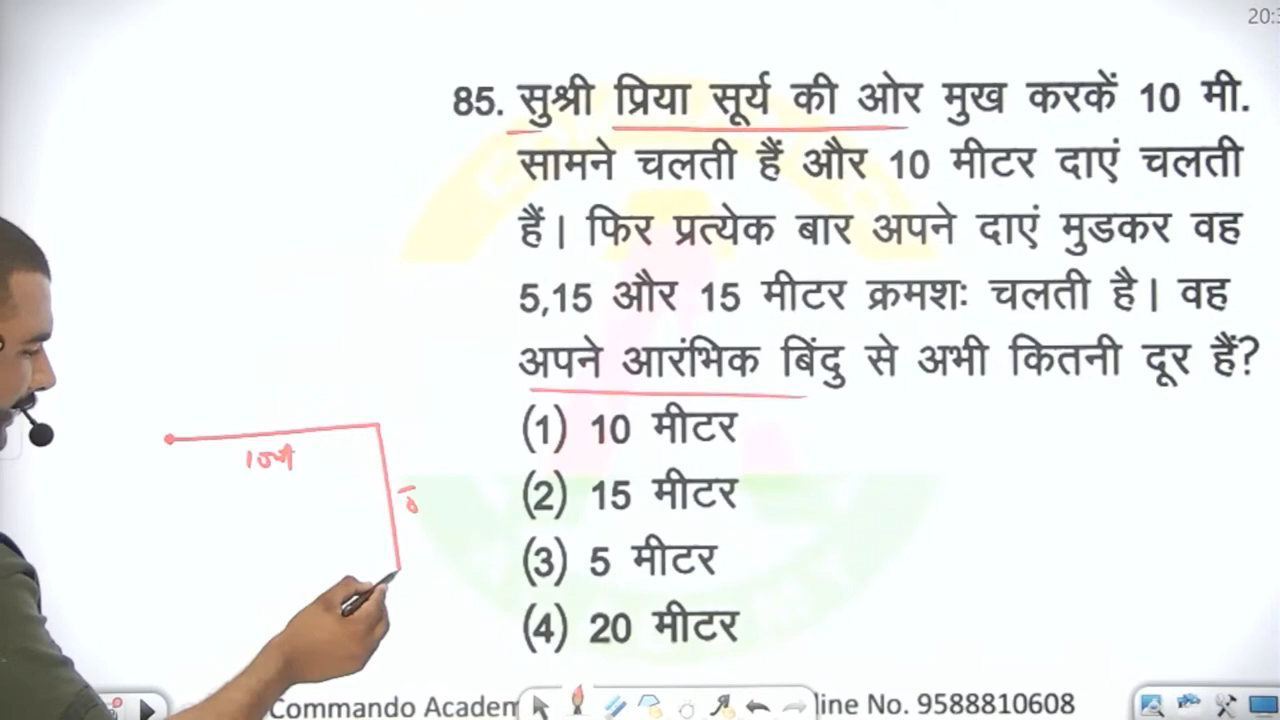 20:
85. सुश्री प्रिया सूर्य की ओर मुख करकें 10 मी.
सामने चलती हैं और 10 मीटर दाएं चलती
हैं। फिर प्रत्येक बार अपने दाएं मुडकर वह
5,15 और 15 मीटर क्रमशः चलती है। वह
अपने आरंभिक बिंदु से अभी कितनी दूर हैं?
(1) 10 मीटर
(2) 15 मीटर
(3) 5 मीटर
(4) 20 मीटर
10मी
Commando Academ
line No. 9588810608